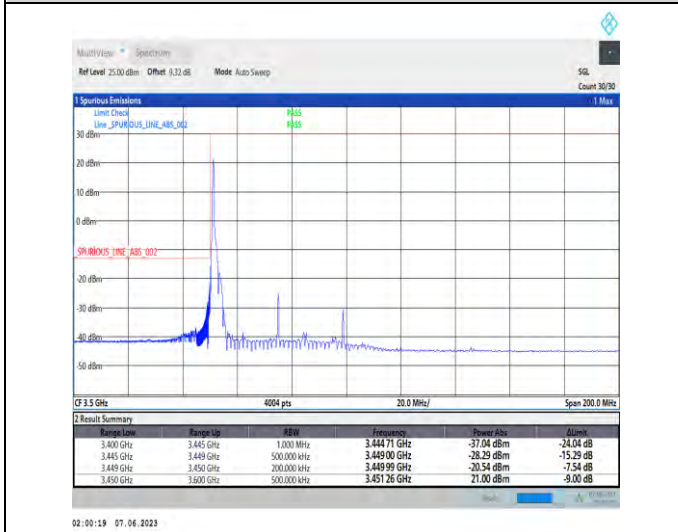 MultiView Spectrum
Ref Level 25.00 dBm Offset 9.32 dB Mode Auto Sweep SGL
Count 30/30
1 Spurious Emissions 1 Max
Limit Check PASS
Line _SPURIOUS_LINE_ABS_002 PASS
30 dBm
20 dBm
10 dBm
0 dBm
_SPURIOUS_LINE_ABS_002
-20 dBm
-30 dBm
-40 dBm
-50 dBm
CF 3.5 GHz 4004 pts 20.0 MHz/ Span 200.0 MHz
2 Result Summary
Range Low Range Up RBW Frequency Power Abs ΔLimit
3.400 GHz 3.445 GHz 1.000 MHz 3.444 71 GHz -37.04 dBm -24.04 dB
3.445 GHz 3.449 GHz 500.000 kHz 3.449 00 GHz -28.29 dBm -15.29 dB
3.449 GHz 3.450 GHz 200.000 kHz 3.449 99 GHz -20.54 dBm -7.54 dB
3.450 GHz 3.600 GHz 500.000 kHz 3.451 26 GHz 21.00 dBm -9.00 dB
02:00:19 07.06.2023